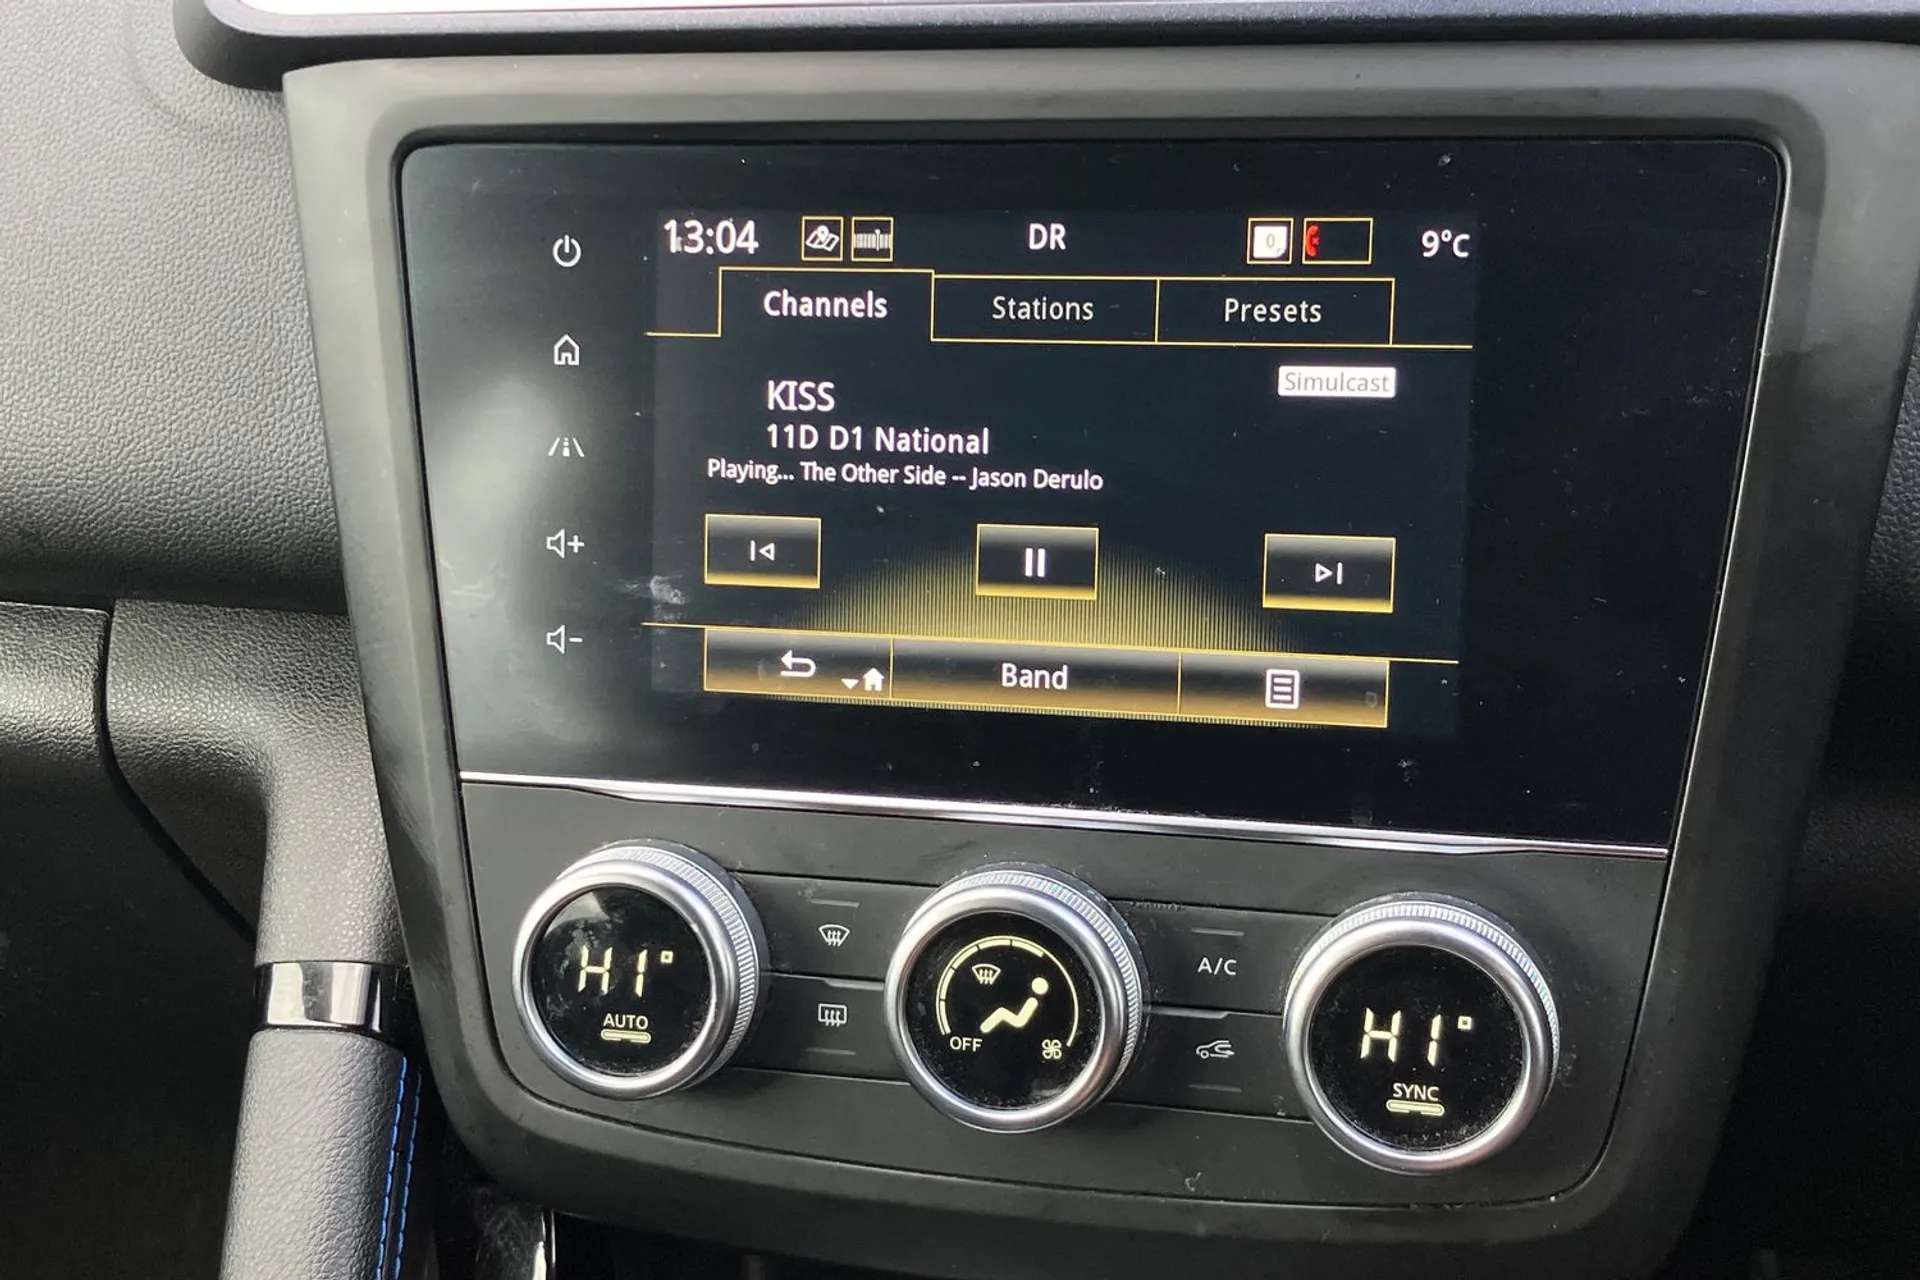 13:04 DR 0 9°C
Channels Stations Presets
Simulcast
KISS
11D D1 National
Playing... The Other Side -- Jason Derulo
Band
HI°
AUTO
OFF
A/C
HI°
SYNC